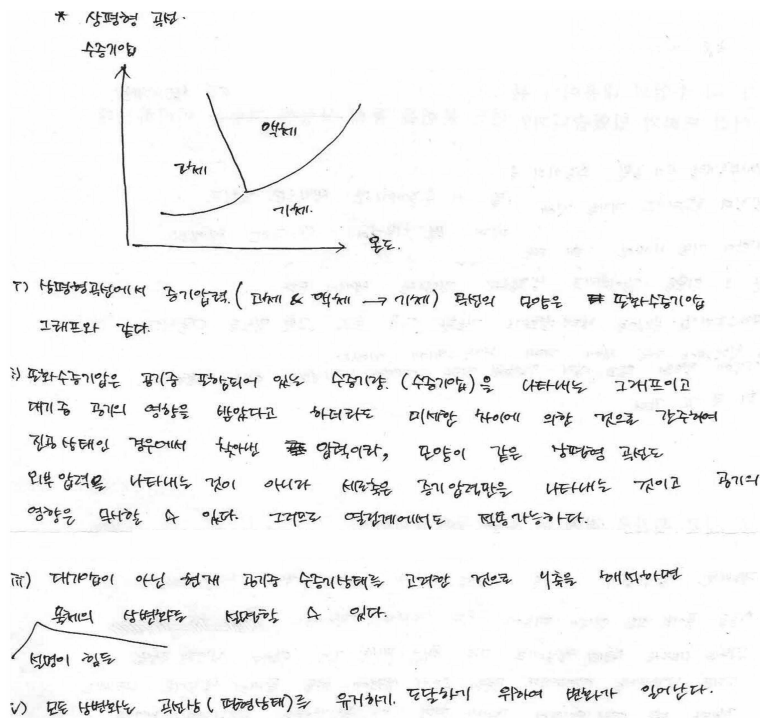 * 상평형 곡선.
수증기압
액체
고체
기체.
온도.
i) 상평형곡선에서 증기압력. (고체 & 액체 → 기체) 곡선의 모양은 포화수증기압
그래프와 같다.
ii) 포화수증기압은 공기중 포함되어 있는 수증기량. (수증기압)을 나타내는 그래프이고
대기중 공기의 영향을 받았다고 하더라도 미세한 차이에 의한 것으로 간주하여
진공상태인 경우에서 찾아낸 압력이라, 모양이 같은 상평형 곡선도
외부압력을 나타내는 것이 아니라 세로축은 증기압력만을 나타내는 것이고 공기의
영향은 무시할 수 있다. 그러므로 열린계에서도 적용가능하다.
iii) 대기압이 아닌 현재 공기중 수증기상태를 고려한 것으로 y축을 해석하면
물체의 상변화도 설명할 수 있다.
설명이 힘듦
iv) 모든 상변화는 곡선상(평형상태)를 유지하기. 도달하기 위하여 변화가 일어난다.